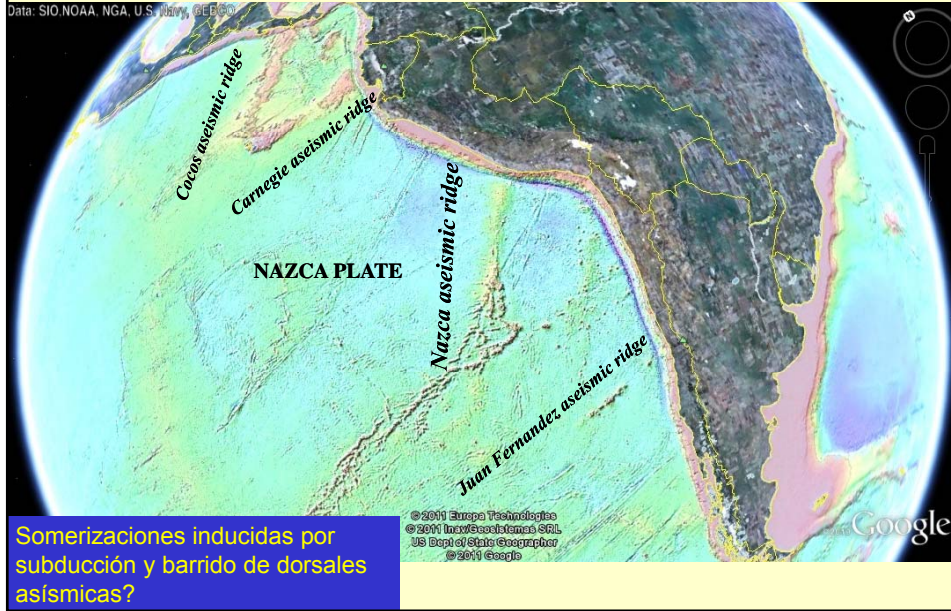 Data: SIO,NOAA, NGA, U.S. Navy, GEBCO
Cocos aseismic ridge
Carnegie aseismic ridge
NAZCA PLATE
Nazca aseismic ridge
Juan Fernandez aseismic ridge
© 2011 Europa Technologies
© 2011 Inav/Geosistemas SRL
US Dept of State Geographer
© 2011 Google
Google
Somerizaciones inducidas por
subducción y barrido de dorsales
asísmicas?